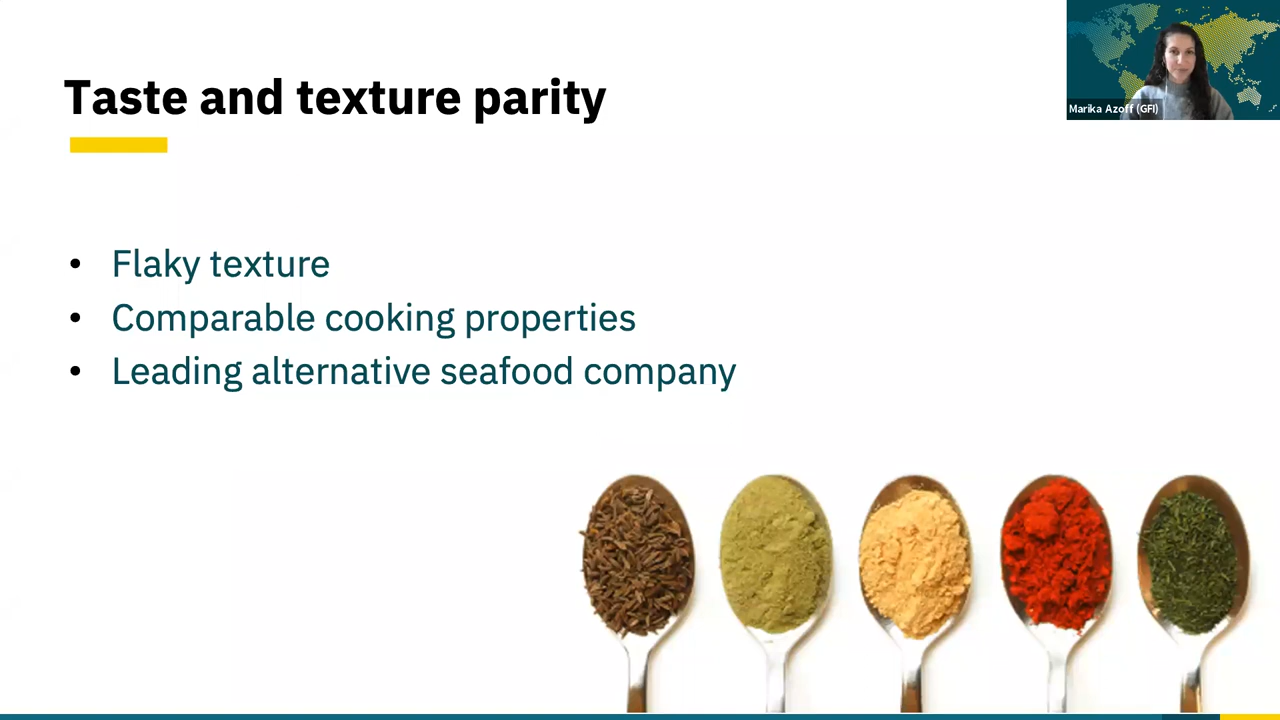 Taste and texture parity
Marika Azoff (GFI)
• Flaky texture
• Comparable cooking properties
• Leading alternative seafood company